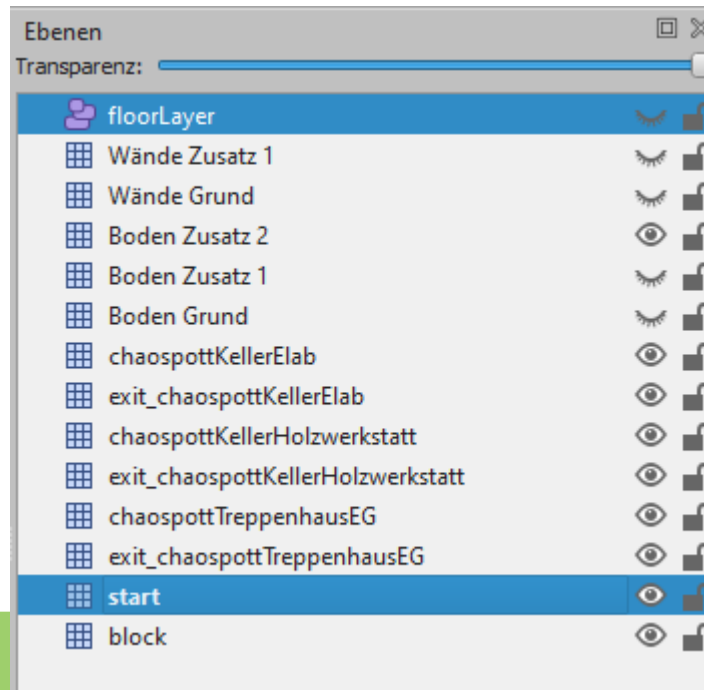 Ebenen
Transparenz:
floorLayer
Wände Zusatz 1
Wände Grund
Boden Zusatz 2
Boden Zusatz 1
Boden Grund
chaospottKellerElab
exit_chaospottKellerElab
chaospottKellerHolzwerkstatt
exit_chaospottKellerHolzwerkstatt
chaospottTreppenhausEG
exit_chaospottTreppenhausEG
start
block